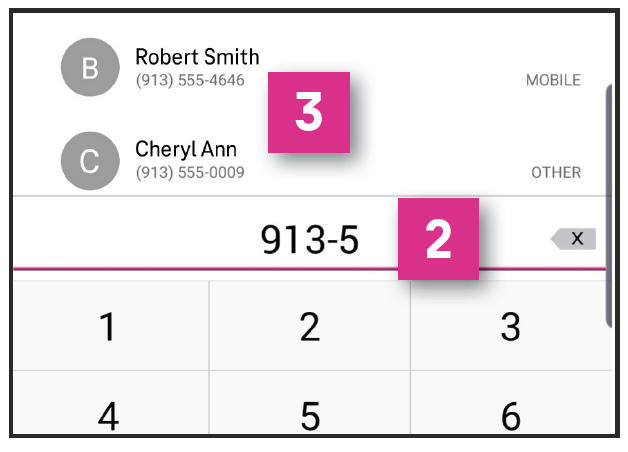 B Robert Smith
(913) 555-4646 MOBILE
3
C Cheryl Ann
(913) 555-0009 OTHER
913-5 2 X
1 2 3
4 5 6